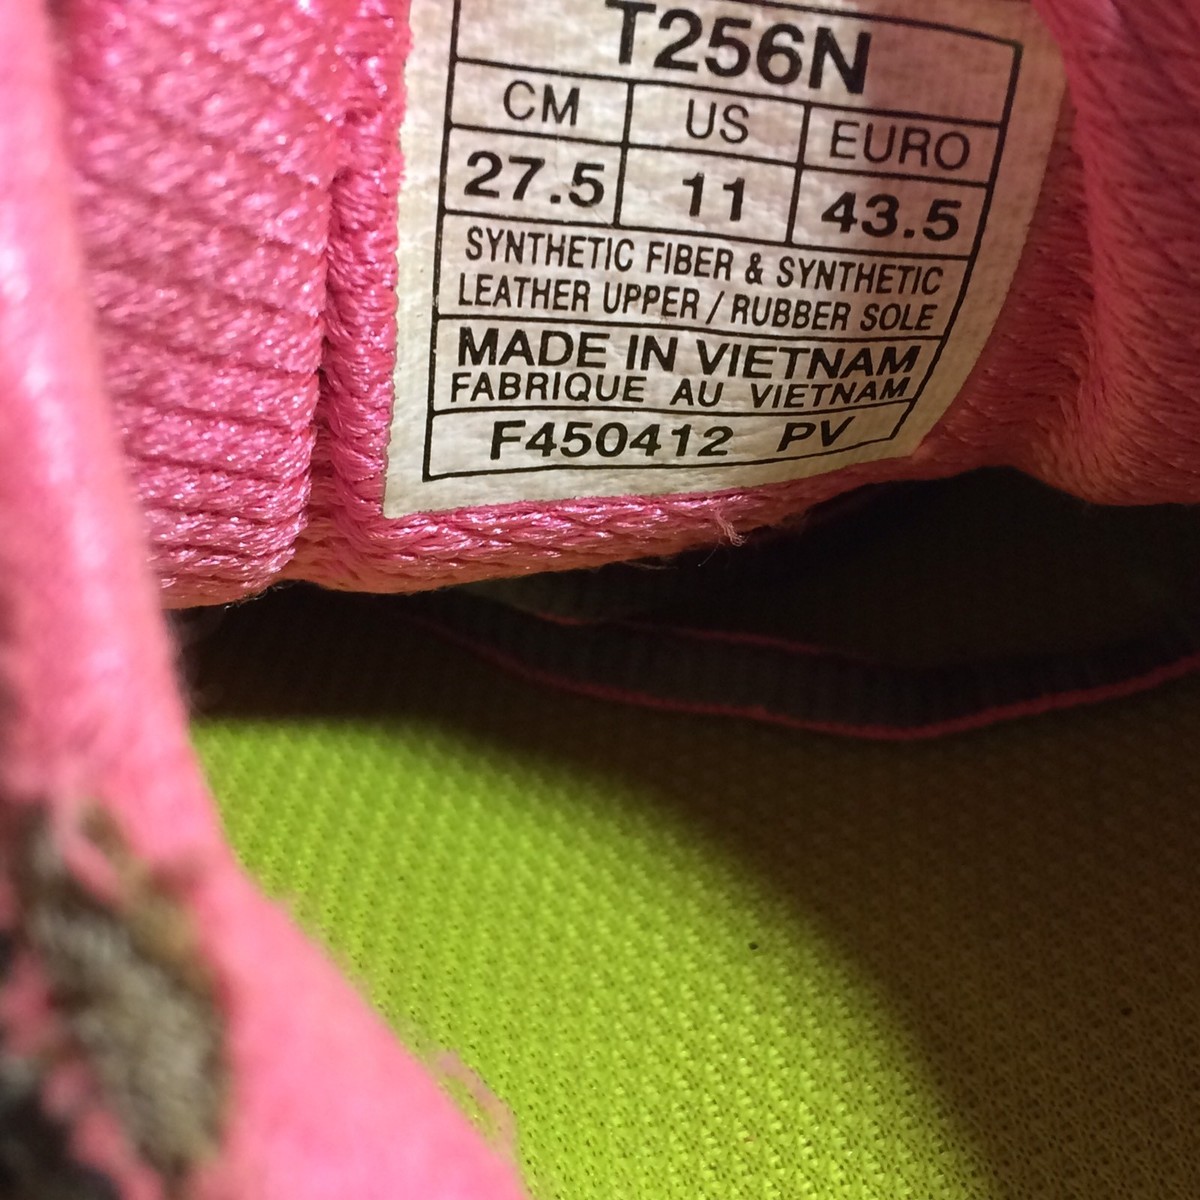 T256N
CM US EURO
27.5 11 43.5
SYNTHETIC FIBER & SYNTHETIC
LEATHER UPPER / RUBBER SOLE
MADE IN VIETNAM
FABRIQUE AU VIETNAM
F450412 PV